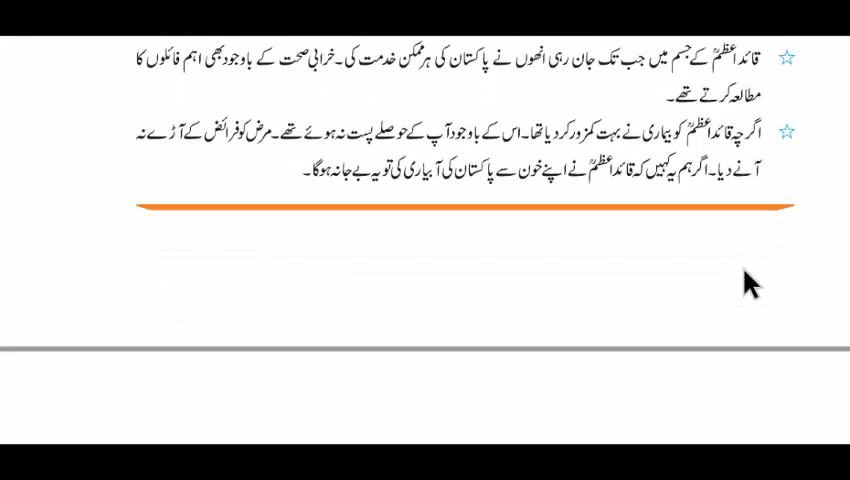 ☆ قائداعظمؒ کے جسم میں جب تک جان رہی انھوں نے پاکستان کی ہر ممکن خدمت کی۔ خرابیِ صحت کے باوجود بھی اہم فائلوں کا
مطالعہ کرتے تھے۔
☆ اگرچہ قائداعظمؒ کو بیماری نے بہت کمزور کر دیا تھا۔ اس کے باوجود آپ کے حوصلے پست نہ ہوئے تھے۔ مرض کو فرائض کے آڑے نہ
آنے دیا۔ اگر ہم یہ کہیں کہ قائداعظمؒ نے اپنے خون سے پاکستان کی آبیاری کی تو یہ بے جا نہ ہوگا۔